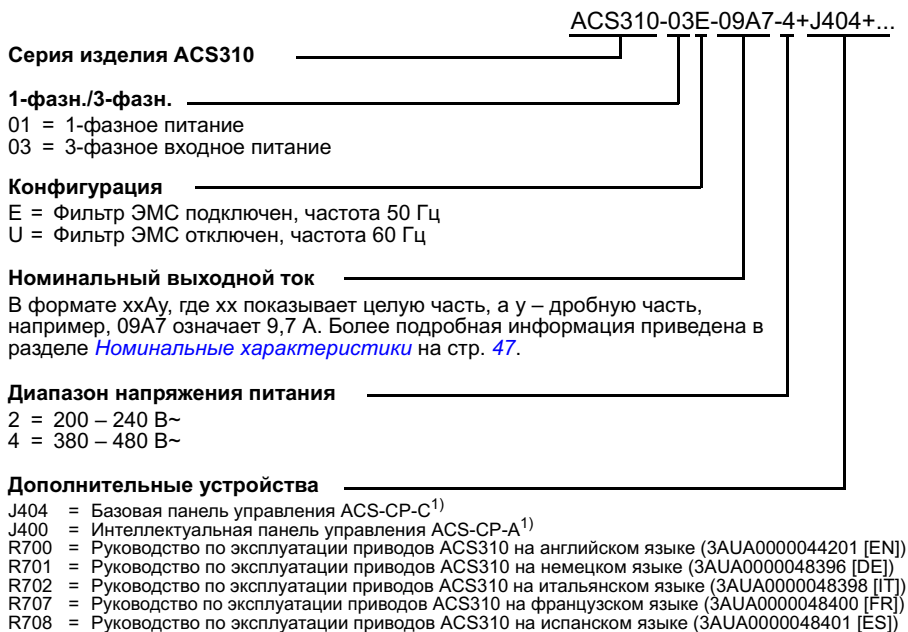 ACS310-03E-09A7-4+J404+...
Серия изделия ACS310
1-фазн./3-фазн.
01 = 1-фазное питание
03 = 3-фазное входное питание
Конфигурация
E = Фильтр ЭМС подключен, частота 50 Гц
U = Фильтр ЭМС отключен, частота 60 Гц
Номинальный выходной ток
В формате xxAy, где xx показывает целую часть, а y – дробную часть,
например, 09A7 означает 9,7 А. Более подробная информация приведена в
разделе Номинальные характеристики на стр. 47.
Диапазон напряжения питания
2 = 200 – 240 В~
4 = 380 – 480 В~
Дополнительные устройства
J404 = Базовая панель управления ACS-CP-C1)
J400 = Интеллектуальная панель управления ACS-CP-A1)
R700 = Руководство по эксплуатации приводов ACS310 на английском языке (3AUA0000044201 [EN])
R701 = Руководство по эксплуатации приводов ACS310 на немецком языке (3AUA0000048396 [DE])
R702 = Руководство по эксплуатации приводов ACS310 на итальянском языке (3AUA0000048398 [IT])
R707 = Руководство по эксплуатации приводов ACS310 на французском языке (3AUA0000048400 [FR])
R708 = Руководство по эксплуатации приводов ACS310 на испанском языке (3AUA0000048401 [ES])